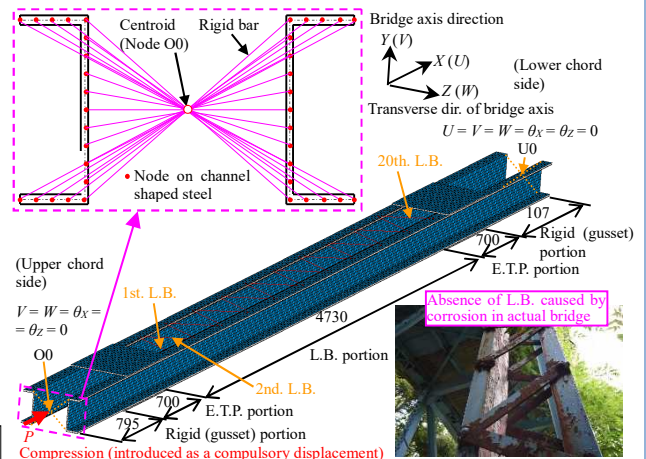 Centroid
(Node O0)
Rigid bar
Node on channel
shaped steel
Bridge axis direction
Y (V)
X (U)
Z (W)
Transverse dir. of bridge axis
(Lower chord
side)
U = V = W = θX = θZ = 0
U0
20th. L.B.
107
Rigid (gusset)
portion
700
E.T.P. portion
4730
L.B. portion
(Upper chord
side)
V = W = θX =
= θZ = 0
O0
1st. L.B.
2nd. L.B.
P
700
E.T.P. portion
795
Rigid (gusset) portion
Compression (introduced as a compulsory displacement)
Absence of L.B. caused by
corrosion in actual bridge